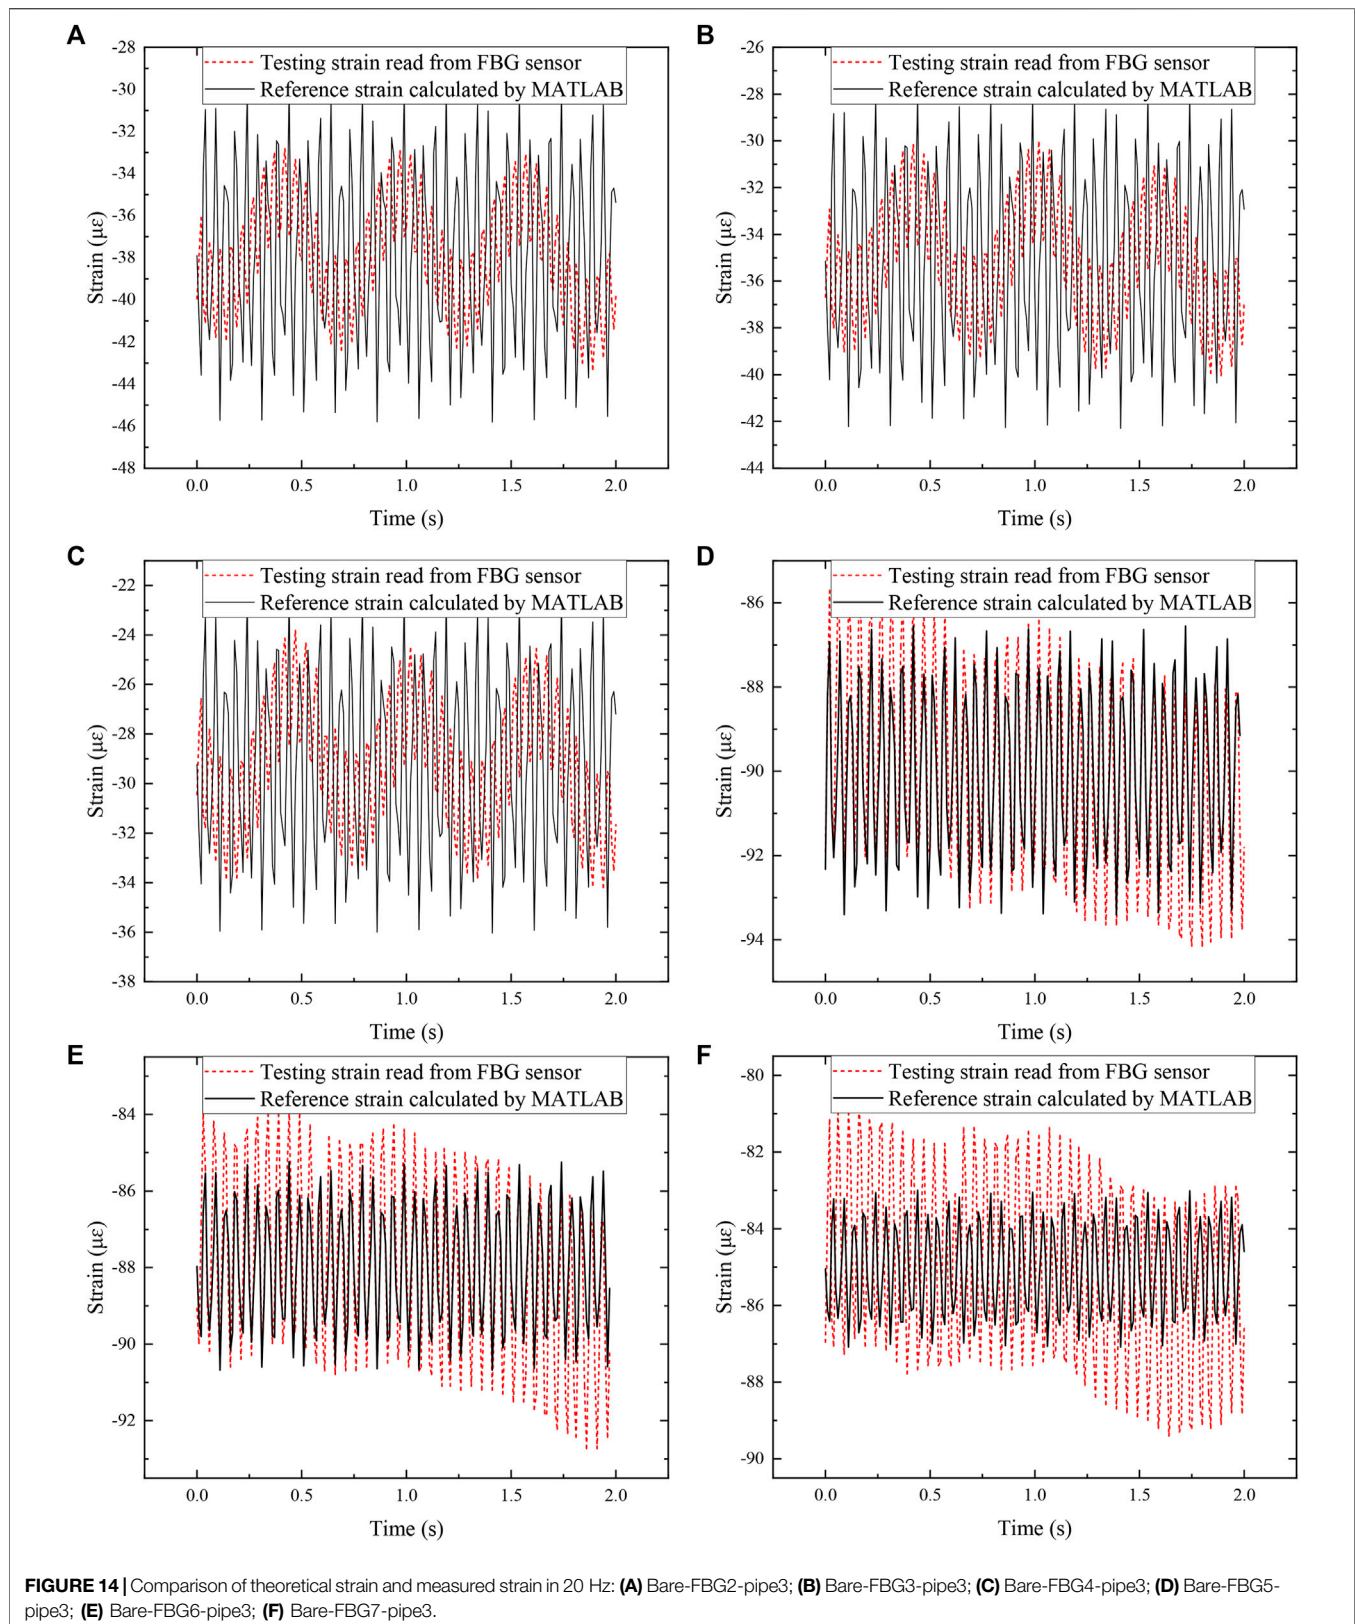 A
Testing strain read from FBG sensor
Reference strain calculated by MATLAB
-28
-30
-32
-34
-36
-38
-40
-42
-44
-46
-48
Strain (με)
0.0 0.5 1.0 1.5 2.0
Time (s)
B
Testing strain read from FBG sensor
Reference strain calculated by MATLAB
-26
-28
-30
-32
-34
-36
-38
-40
-42
-44
Strain (με)
0.0 0.5 1.0 1.5 2.0
Time (s)
C
Testing strain read from FBG sensor
Reference strain calculated by MATLAB
-22
-24
-26
-28
-30
-32
-34
-36
-38
Strain (με)
0.0 0.5 1.0 1.5 2.0
Time (s)
D
Testing strain read from FBG sensor
Reference strain calculated by MATLAB
-86
-88
-90
-92
-94
Strain (με)
0.0 0.5 1.0 1.5 2.0
Time (s)
E
Testing strain read from FBG sensor
Reference strain calculated by MATLAB
-84
-86
-88
-90
-92
Strain (με)
0.0 0.5 1.0 1.5 2.0
Time (s)
F
Testing strain read from FBG sensor
Reference strain calculated by MATLAB
-80
-82
-84
-86
-88
-90
Strain (με)
0.0 0.5 1.0 1.5 2.0
Time (s)
FIGURE 14 | Comparison of theoretical strain and measured strain in 20 Hz: (A) Bare-FBG2-pipe3; (B) Bare-FBG3-pipe3; (C) Bare-FBG4-pipe3; (D) Bare-FBG5-
pipe3; (E) Bare-FBG6-pipe3; (F) Bare-FBG7-pipe3.